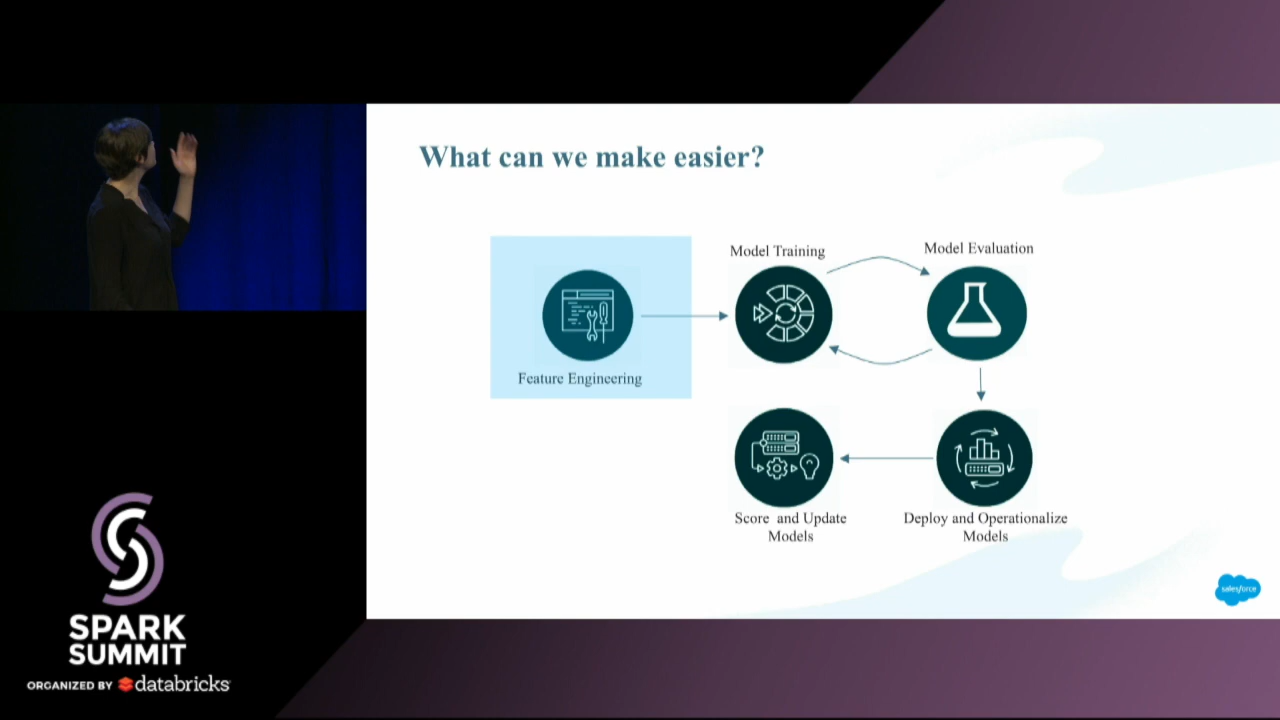 What can we make easier?
Model Training
Model Evaluation
Feature Engineering
Score and Update
Models
Deploy and Operationalize
Models
salesforce
SPARK
SUMMIT
ORGANIZED BY databricks